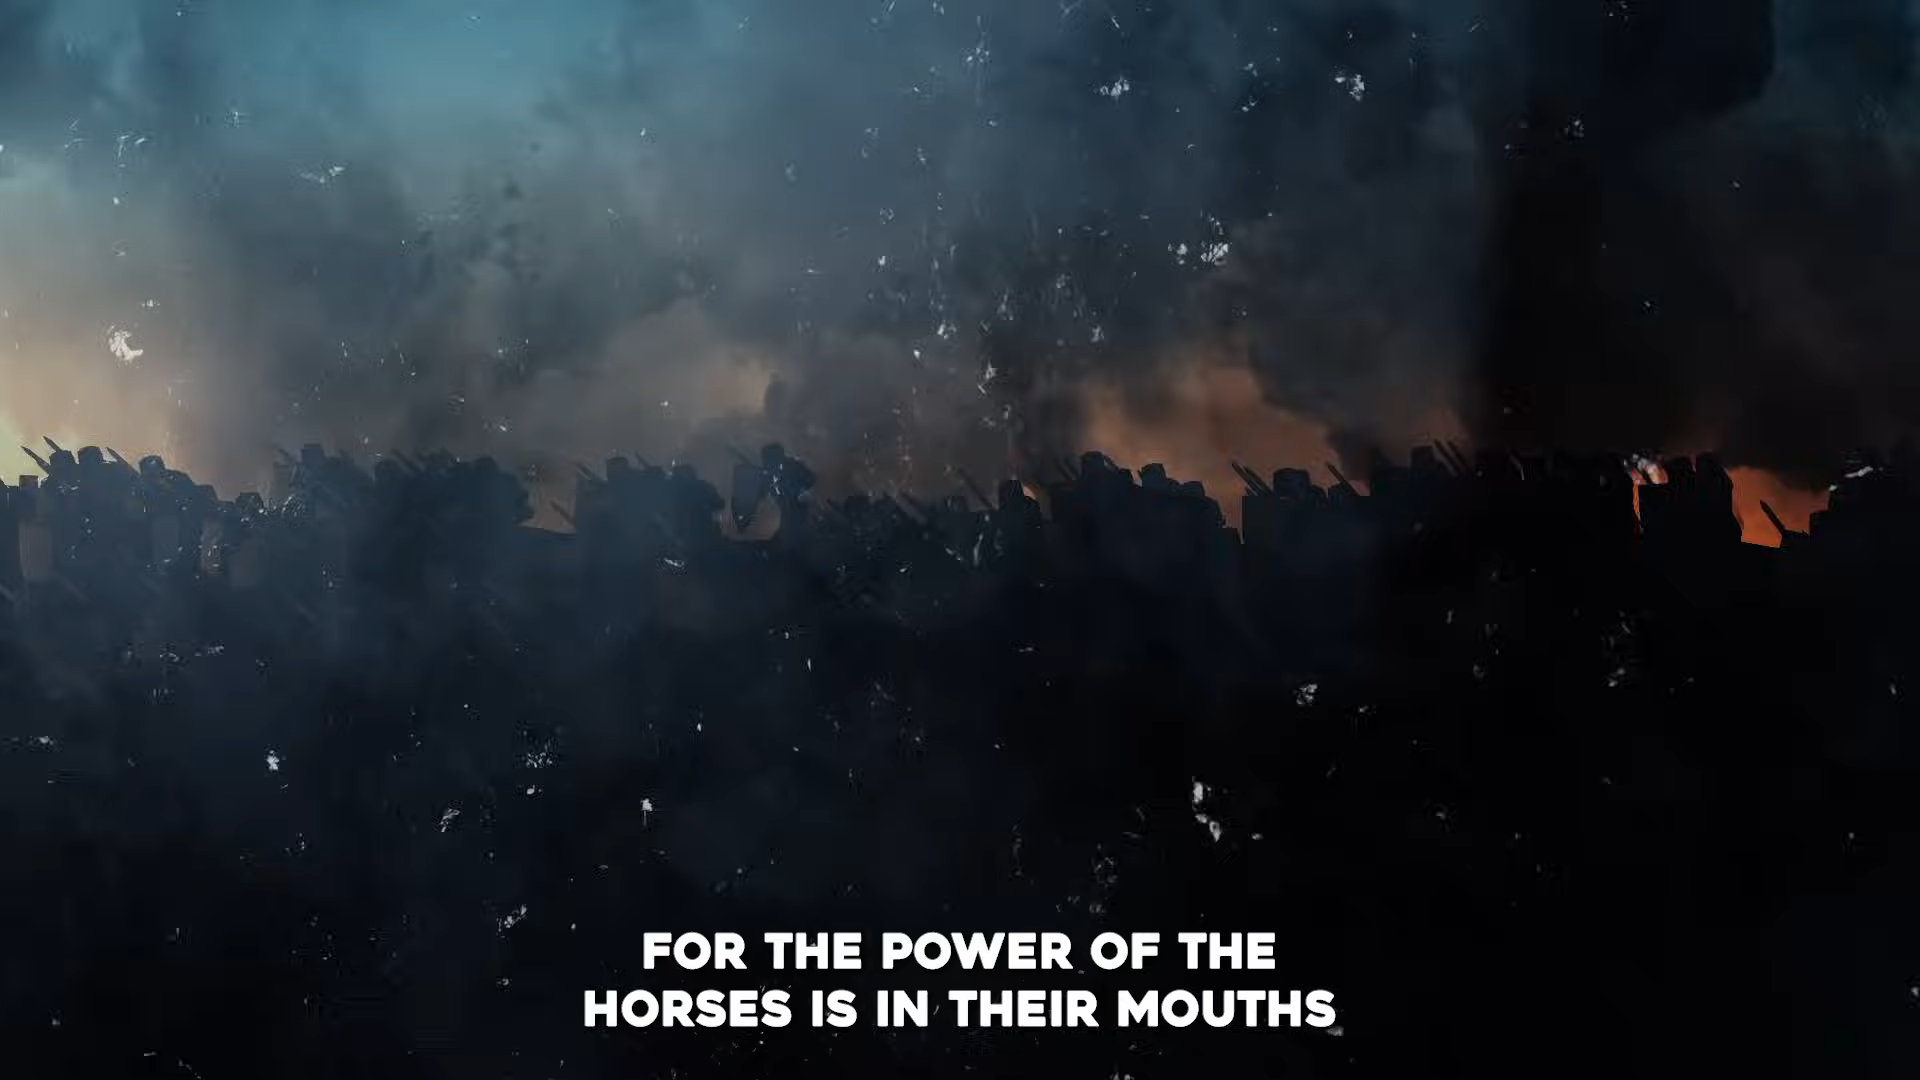 FOR THE POWER OF THE
HORSES IS IN THEIR MOUTHS